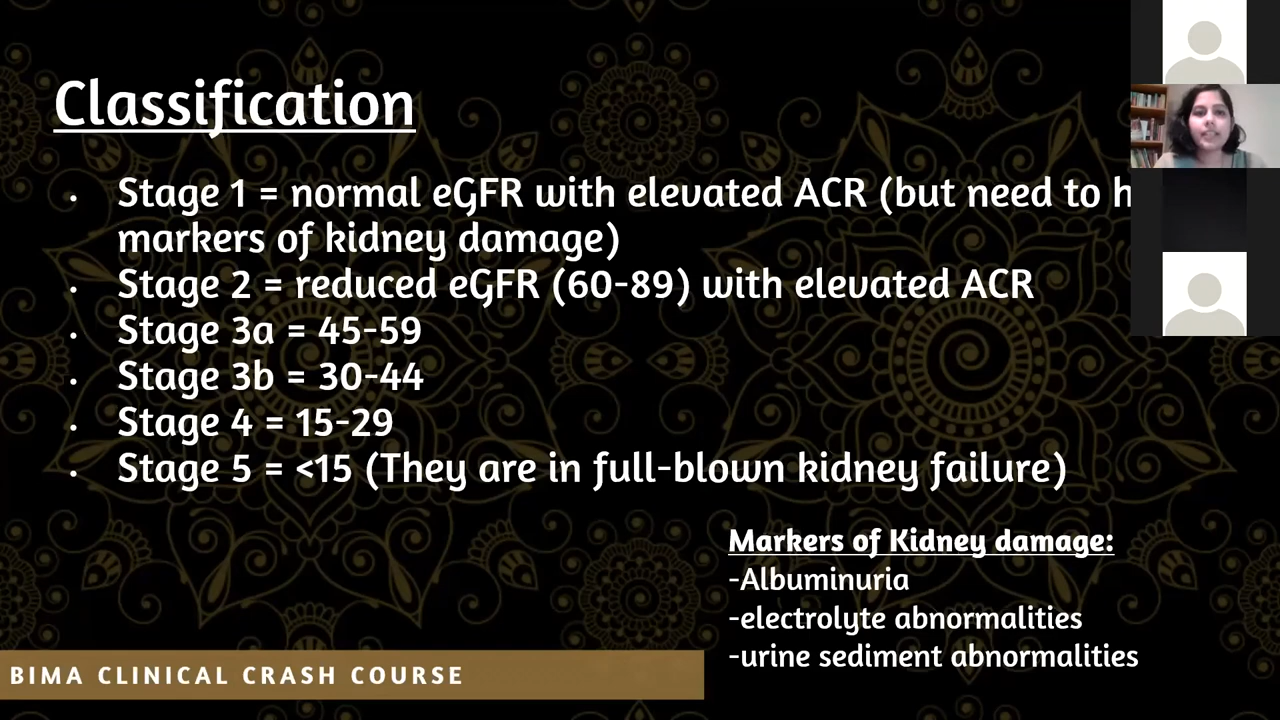 Classification
• Stage 1 = normal eGFR with elevated ACR (but need to
markers of kidney damage)
• Stage 2 = reduced eGFR (60-89) with elevated ACR
• Stage 3a = 45-59
• Stage 3b = 30-44
• Stage 4 = 15-29
• Stage 5 = <15 (They are in full-blown kidney failure)
Markers of Kidney damage:
-Albuminuria
-electrolyte abnormalities
-urine sediment abnormalities
BIMA CLINICAL CRASH COURSE